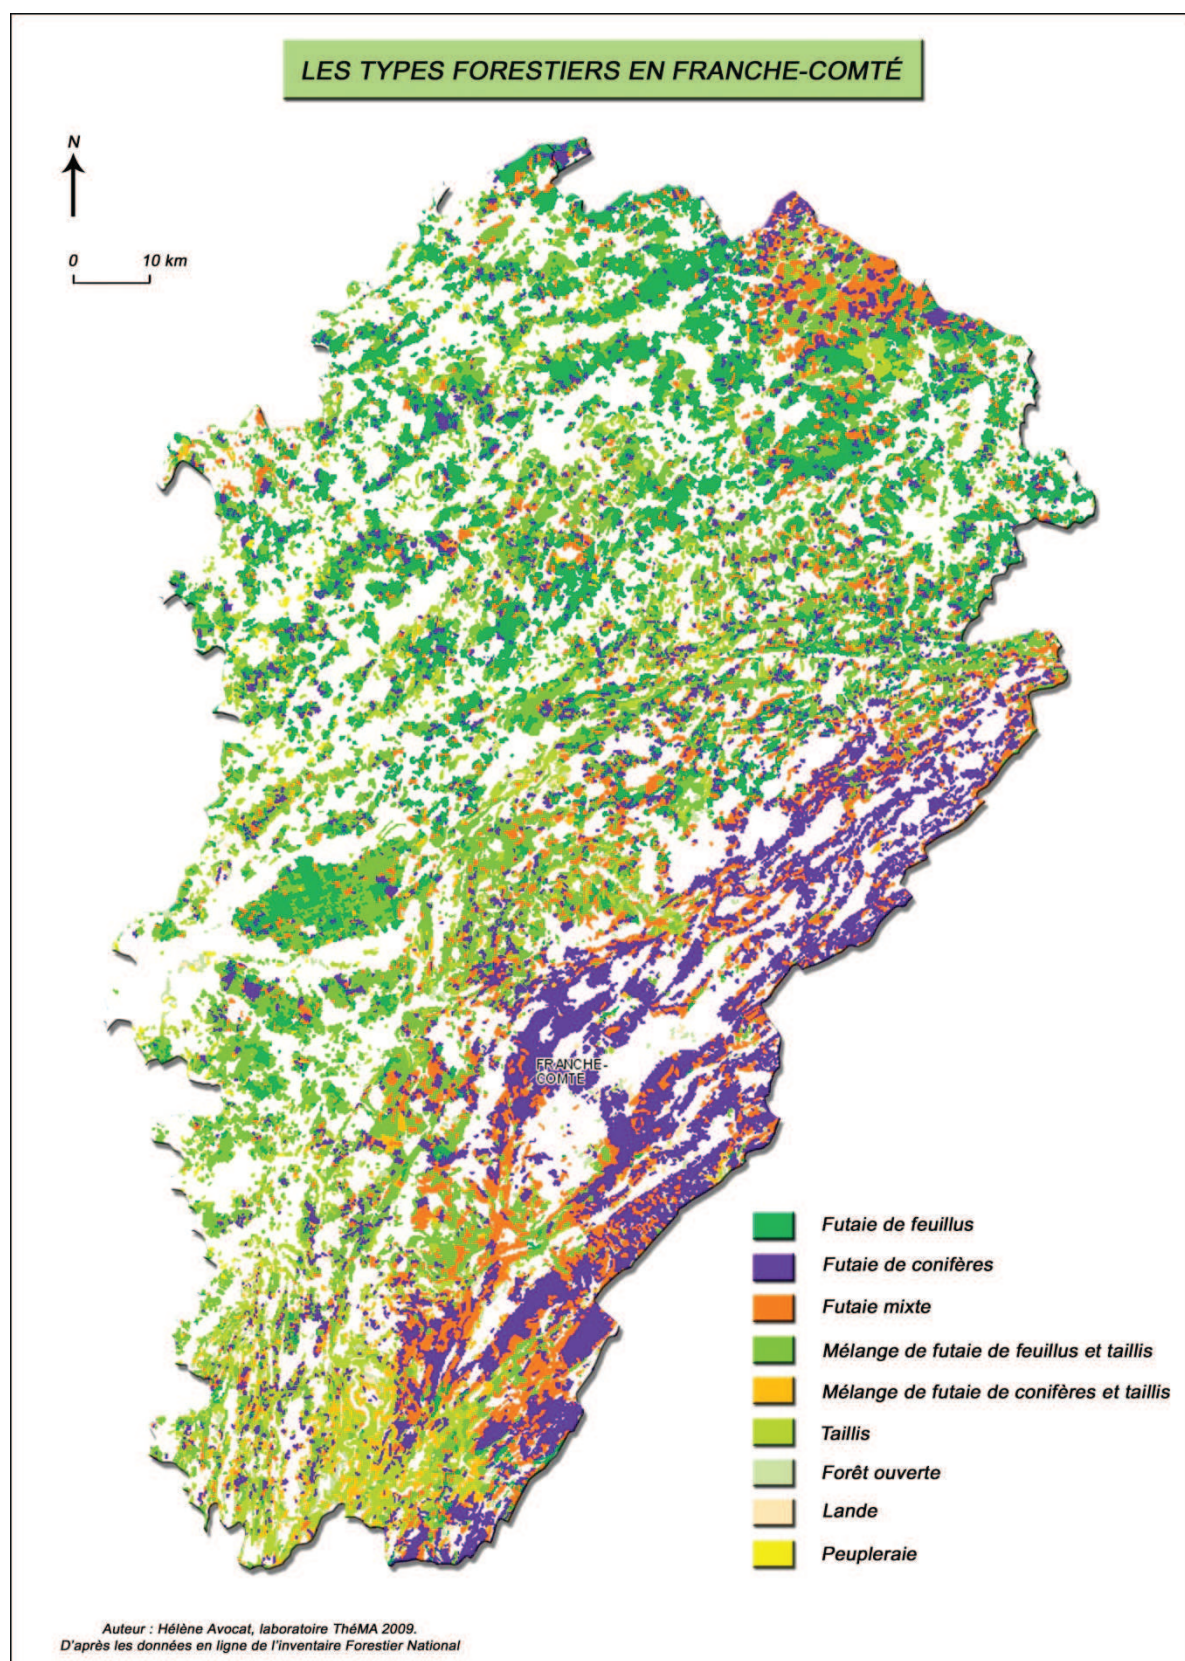 LES TYPES FORESTIERS EN FRANCHE-COMTÉ
N
0 10 km
FRANCHE-
COMTE
Futaie de feuillus
Futaie de conifères
Futaie mixte
Mélange de futaie de feuillus et taillis
Mélange de futaie de conifères et taillis
Taillis
Forêt ouverte
Lande
Peupleraie
Auteur : Hélène Avocat, laboratoire ThéMA 2009.
D'après les données en ligne de l'inventaire Forestier National